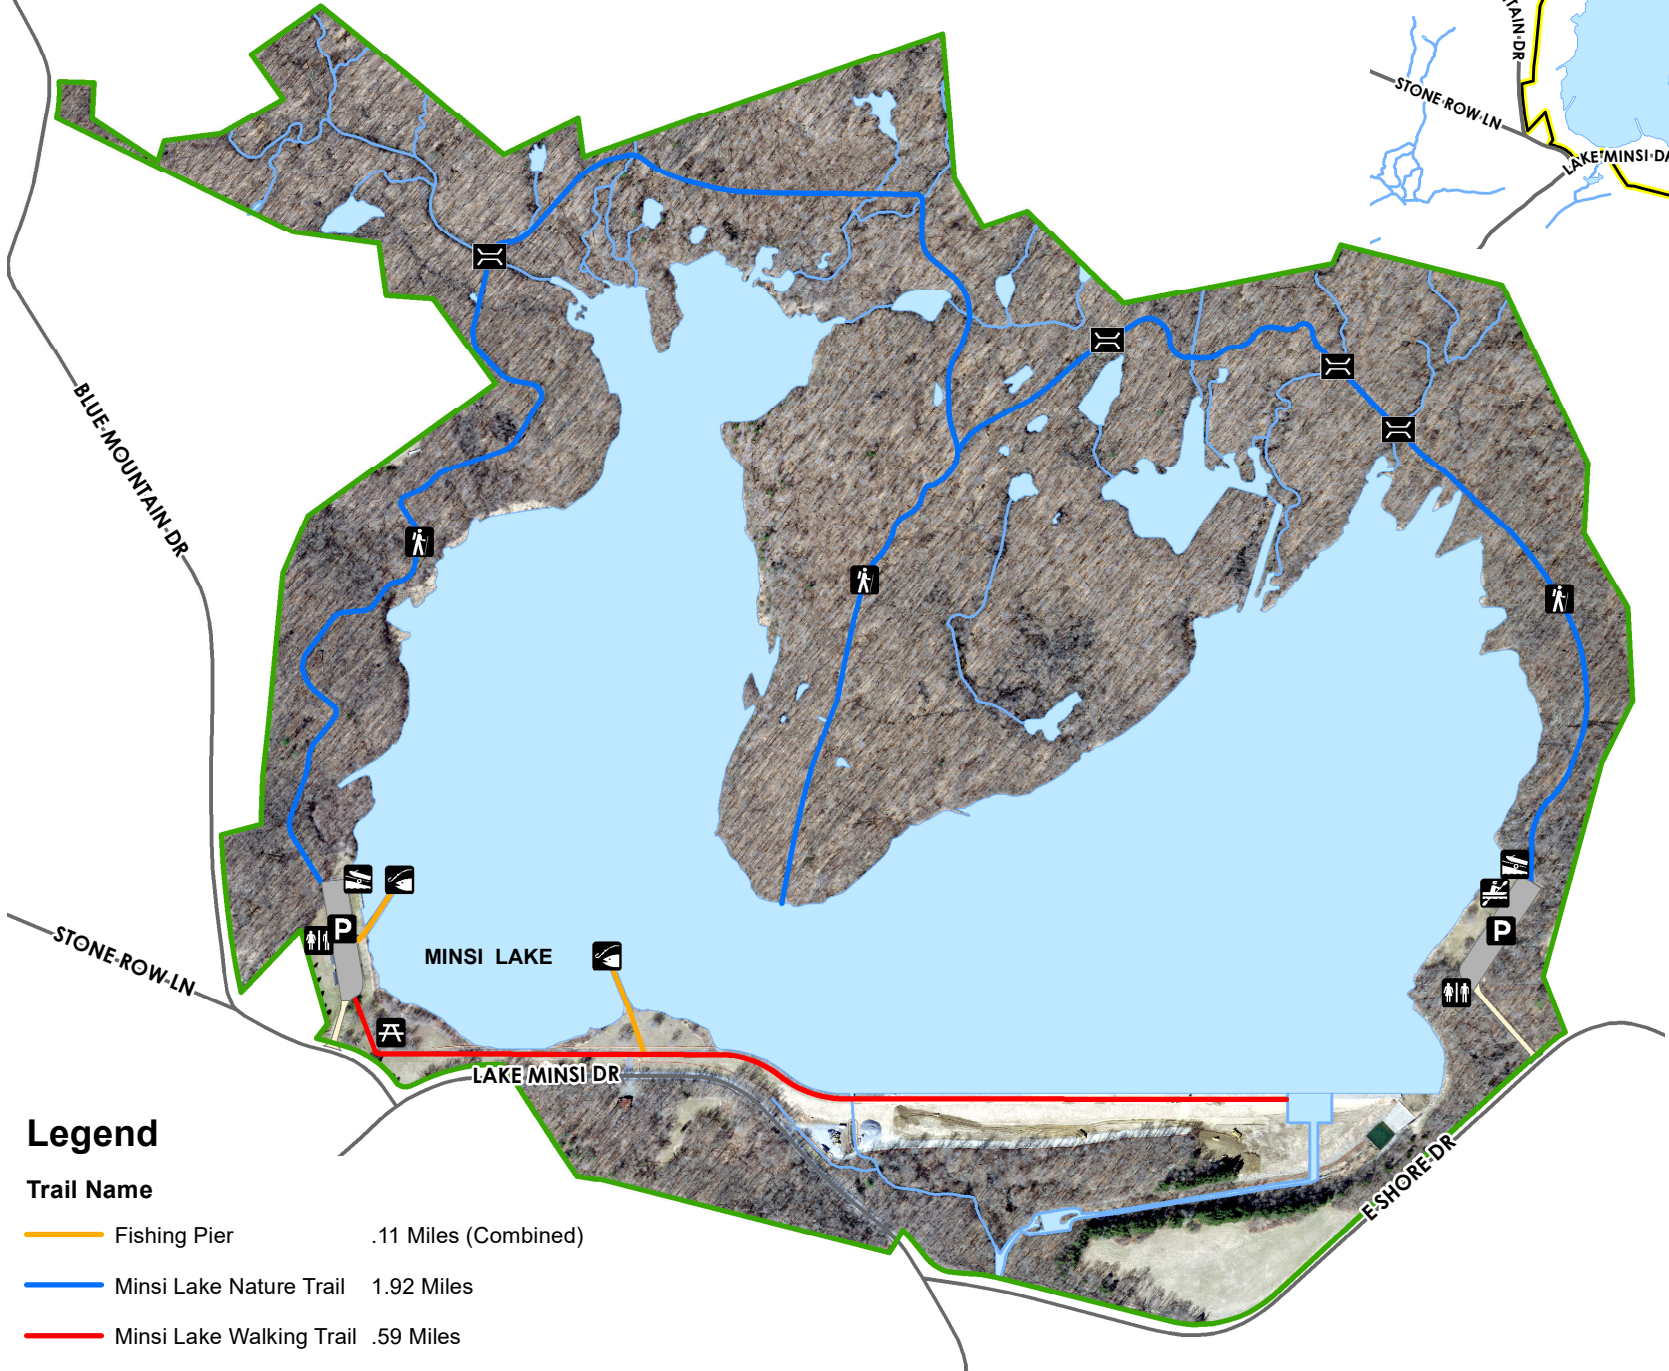 STONE ROW LN
LAKE MINSI
BLUE MOUNTAIN DR
STONE ROW LN
P
MINSI LAKE
P
LAKE MINSI DR
E SHORE DR
Legend
Trail Name
Fishing Pier .11 Miles (Combined)
Minsi Lake Nature Trail 1.92 Miles
Minsi Lake Walking Trail .59 Miles